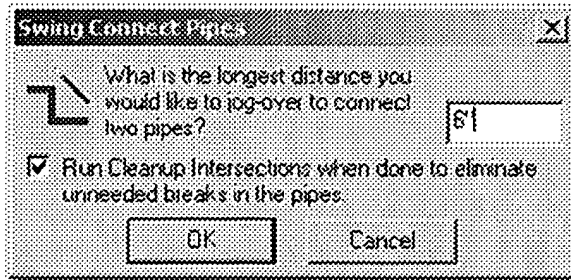 Swing Connect Pipes
What is the longest distance you
would like to jog-over to connect
two pipes?
6'
Run Cleanup Intersections when done to eliminate
unneeded breaks in the pipes.
OK Cancel